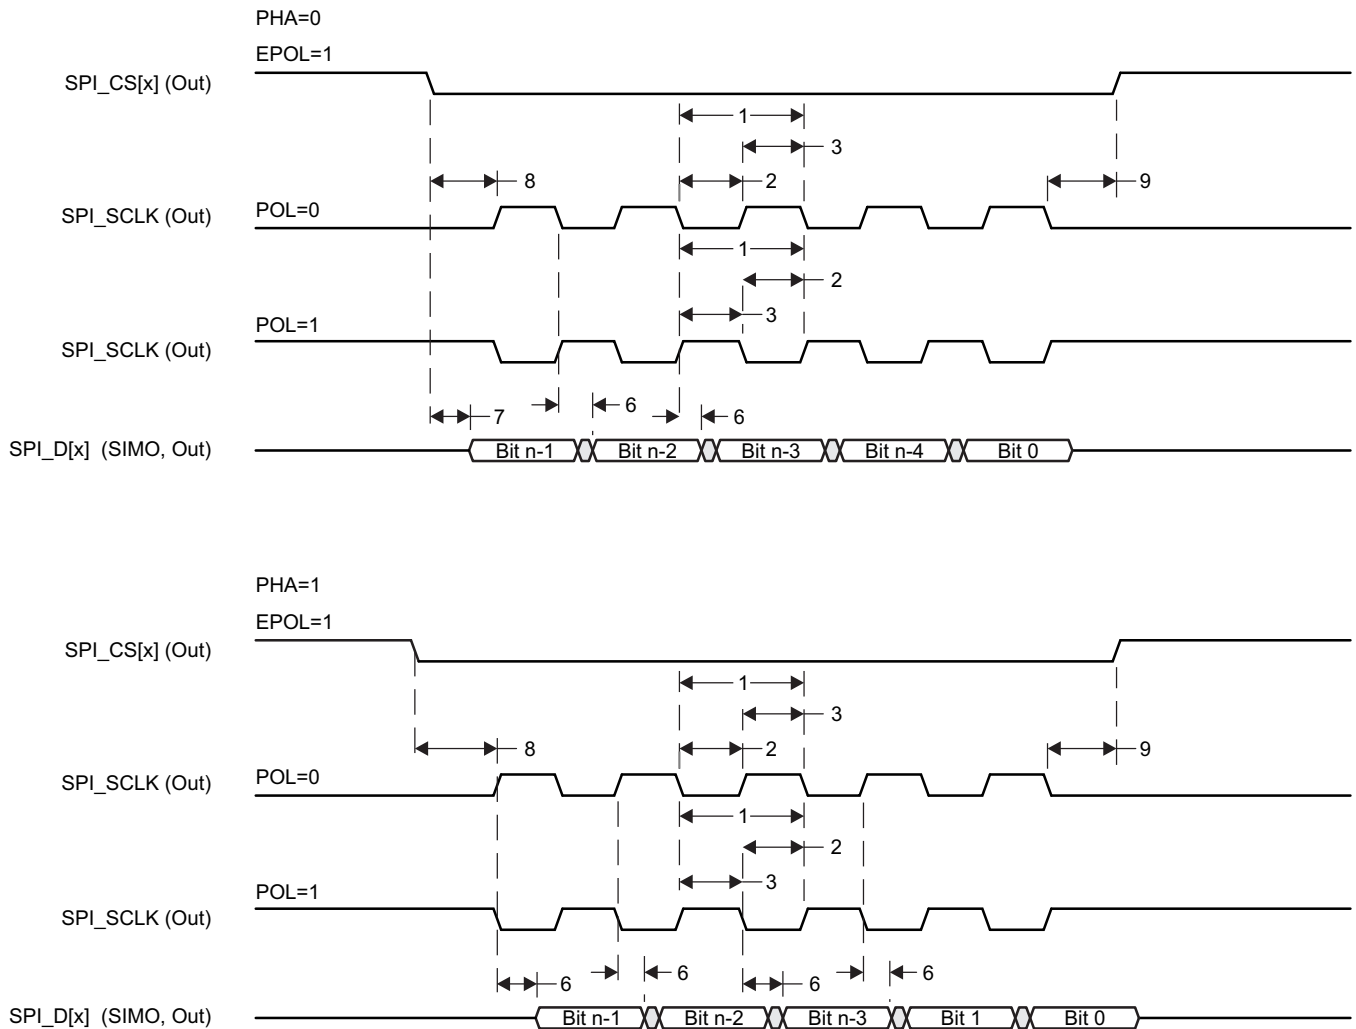 PHA=0
EPOL=1
SPI_CS[x] (Out)
1
3
8
2
9
SPI_SCLK (Out)
POL=0
1
2
3
POL=1
SPI_SCLK (Out)
6
7
6
SPI_D[x] (SIMO, Out)
Bit n-1
Bit n-2
Bit n-3
Bit n-4
Bit 0
PHA=1
EPOL=1
SPI_CS[x] (Out)
1
3
8
2
9
SPI_SCLK (Out)
POL=0
1
2
3
POL=1
SPI_SCLK (Out)
6
6
6
6
SPI_D[x] (SIMO, Out)
Bit n-1
Bit n-2
Bit n-3
Bit 1
Bit 0